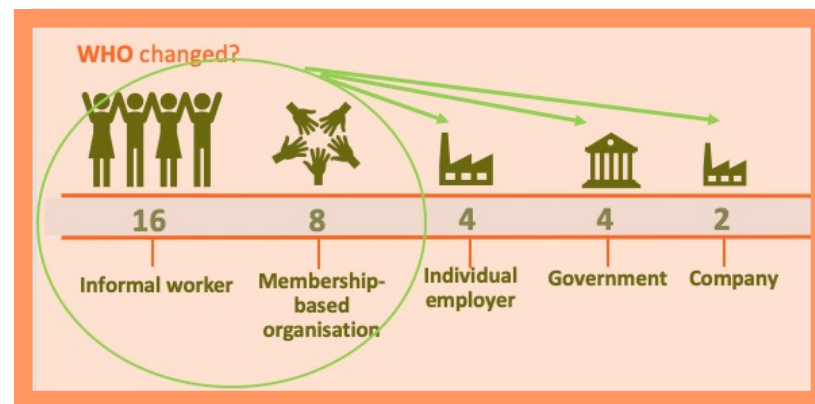 WHO changed?
16
8
4
4
2
Informal worker
Membership-
based
organisation
Individual
employer
Government
Company